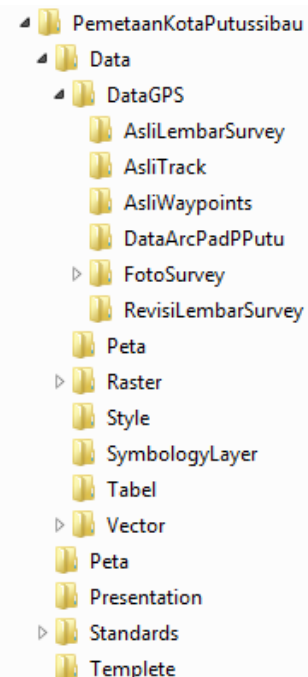 PemetaanKotaPutussibau
Data
DataGPS
AsliLembarSurvey
AsliTrack
AsliWaypoints
DataArcPadPPutu
FotoSurvey
RevisiLembarSurvey
Peta
Raster
Style
SymbologyLayer
Tabel
Vector
Peta
Presentation
Standards
Templete